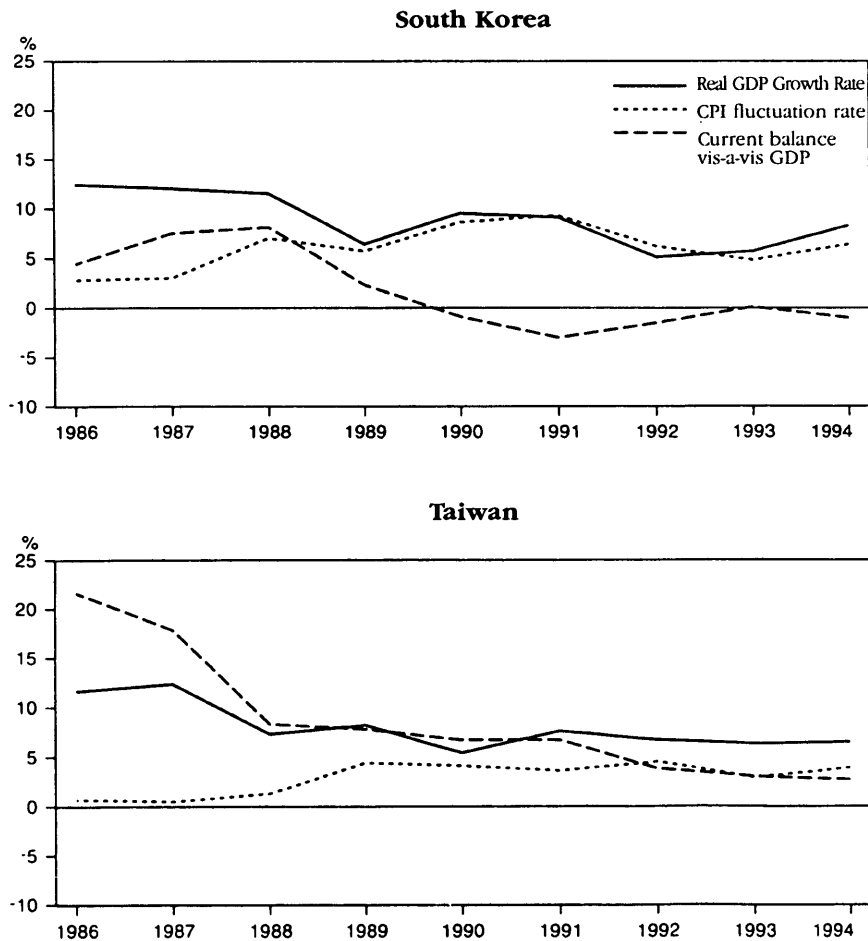 South Korea
%
25
20
15
10
5
0
-5
-10
Real GDP Growth Rate
CPI fluctuation rate
Current balance
vis-a-vis GDP
1986 1987 1988 1989 1990 1991 1992 1993 1994
Taiwan
%
25
20
15
10
5
0
-5
-10
1986 1987 1988 1989 1990 1991 1992 1993 1994